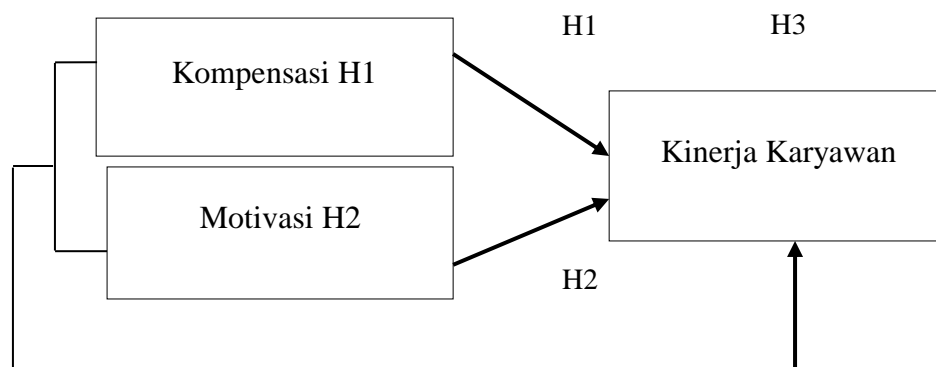 H1
H3
Kompensasi H1
Kinerja Karyawan
Motivasi H2
H2